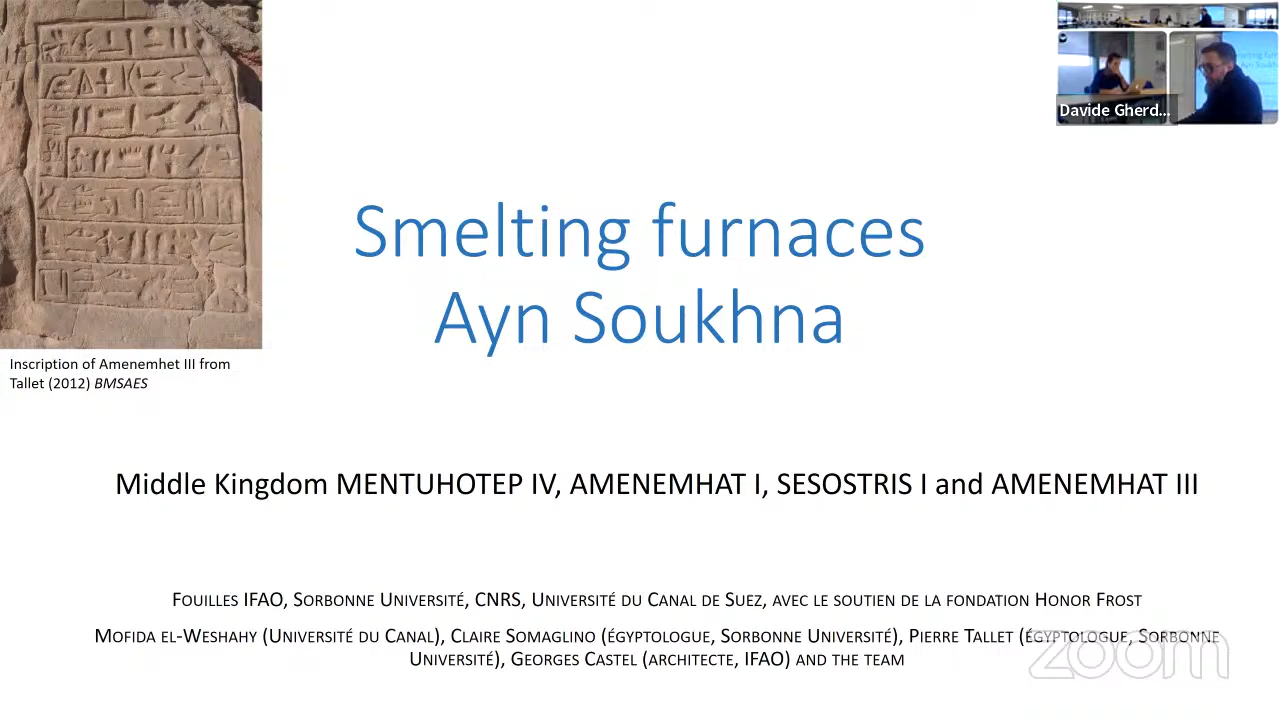 Davide Gherd...
Smelting furnaces
Ayn Soukhna
Inscription of Amenemhet III from
Tallet (2012) BMSAES
Middle Kingdom MENTUHOTEP IV, AMENEMHAT I, SESOSTRIS I and AMENEMHAT III
FOUILLES IFAO, SORBONNE UNIVERSITÉ, CNRS, UNIVERSITÉ DU CANAL DE SUEZ, AVEC LE SOUTIEN DE LA FONDATION HONOR FROST
MOFIDA EL-WESHAHY (UNIVERSITÉ DU CANAL), CLAIRE SOMAGLINO (ÉGYPTOLOGUE, SORBONNE UNIVERSITÉ), PIERRE TALLET (ÉGYPTOLOGUE, SORBONNE
UNIVERSITÉ), GEORGES CASTEL (ARCHITECTE, IFAO) AND THE TEAM
zoom